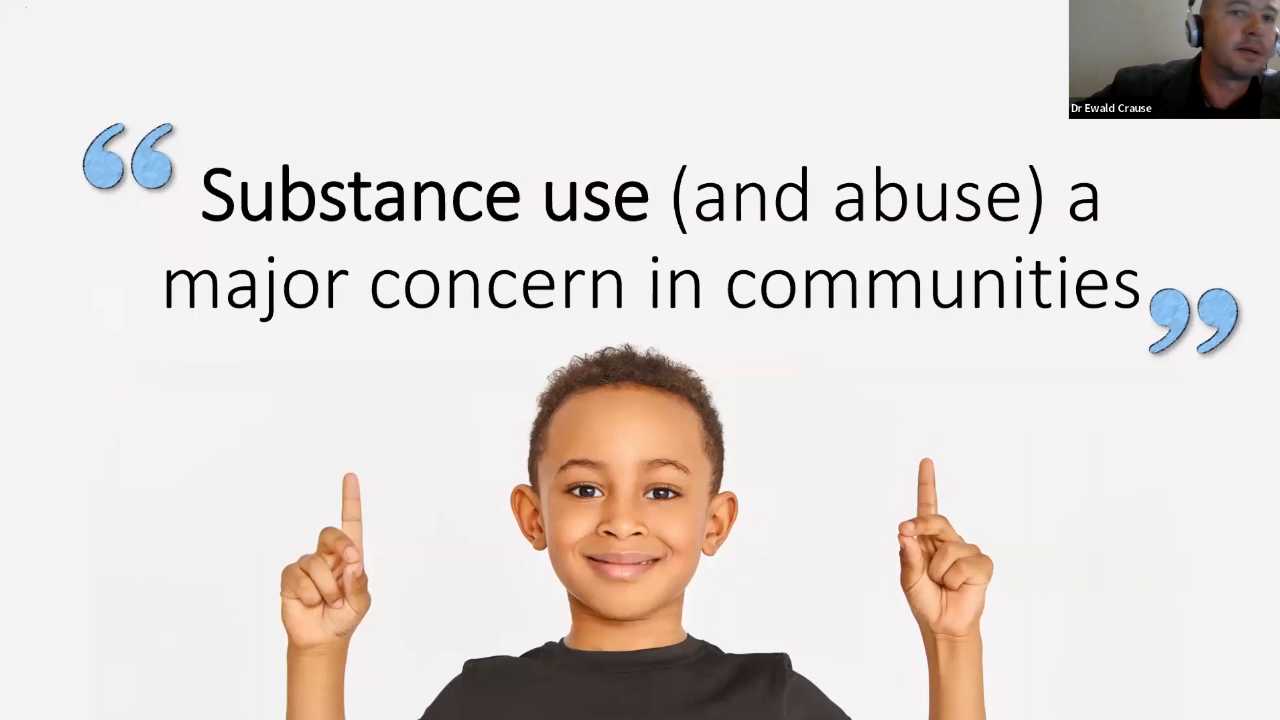 Dr Ewald Crause
“Substance use (and abuse) a
major concern in communities”